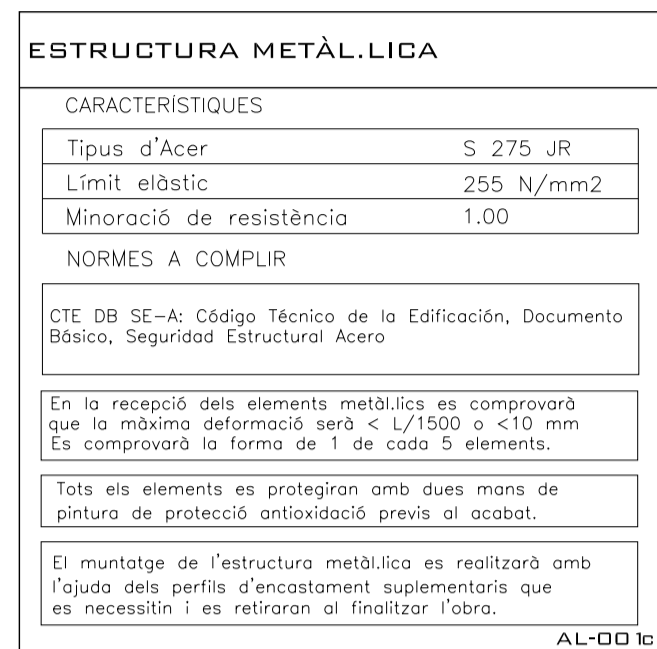 ESTRUCTURA METÀL.LICA
CARACTERÍSTIQUES
Tipus d'Acer S 275 JR
Límit elàstic 255 N/mm2
Minoració de resistència 1.00
NORMES A COMPLIR
CTE DB SE-A: Código Técnico de la Edificación, Documento
Básico, Seguridad Estructural Acero
En la recepció dels elements metàl.lics es comprovarà
que la màxima deformació serà < L/1500 o <10 mm
Es comprovarà la forma de 1 de cada 5 elements.
Tots els elements es protegiran amb dues mans de
pintura de protecció antioxidació previs al acabat.
El muntatge de l'estructura metàl.lica es realitzarà amb
l'ajuda dels perfils d'encastament suplementaris que
es necessitin i es retiraran al finalitzar l'obra.
AL-001c